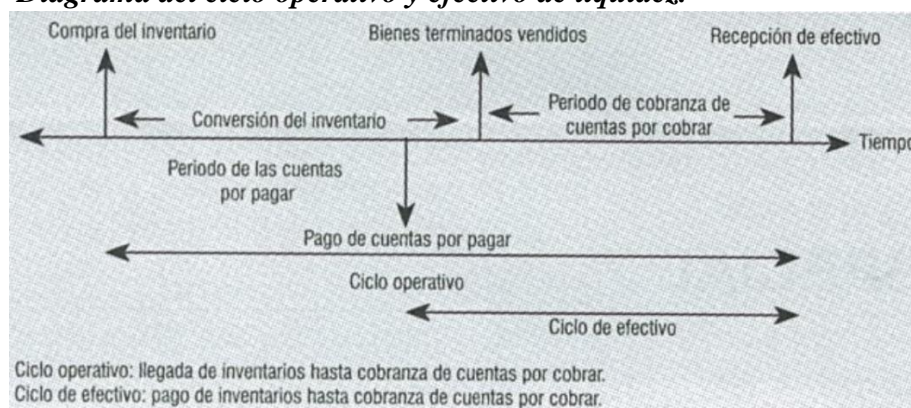 Diagrama del ciclo operativo y efectivo de liquidez.
Compra del inventario
Bienes terminados vendidos
Recepción de efectivo
Conversión del inventario
Periodo de cobranza de
cuentas por cobrar
Tiempo
Periodo de las cuentas
por pagar
Pago de cuentas por pagar
Ciclo operativo
Ciclo de efectivo
Ciclo operativo: llegada de inventarios hasta cobranza de cuentas por cobrar.
Ciclo de efectivo: pago de inventarios hasta cobranza de cuentas por cobrar.